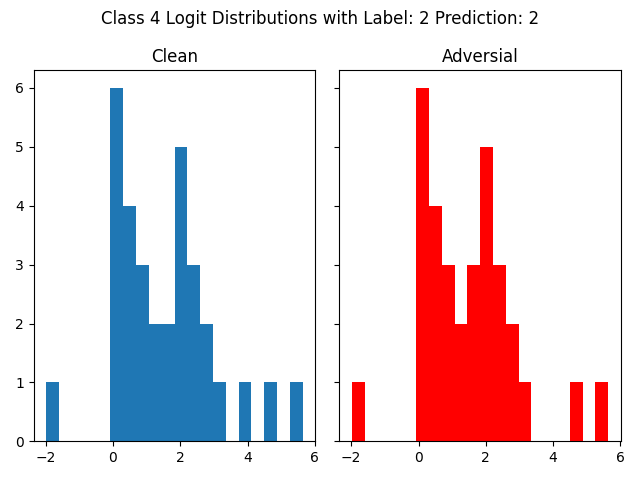 Class 4 Logit Distributions with Label: 2 Prediction: 2
Clean
Adversial
6
5
4
3
2
1
0
−2 0 2 4 6
−2 0 2 4 6